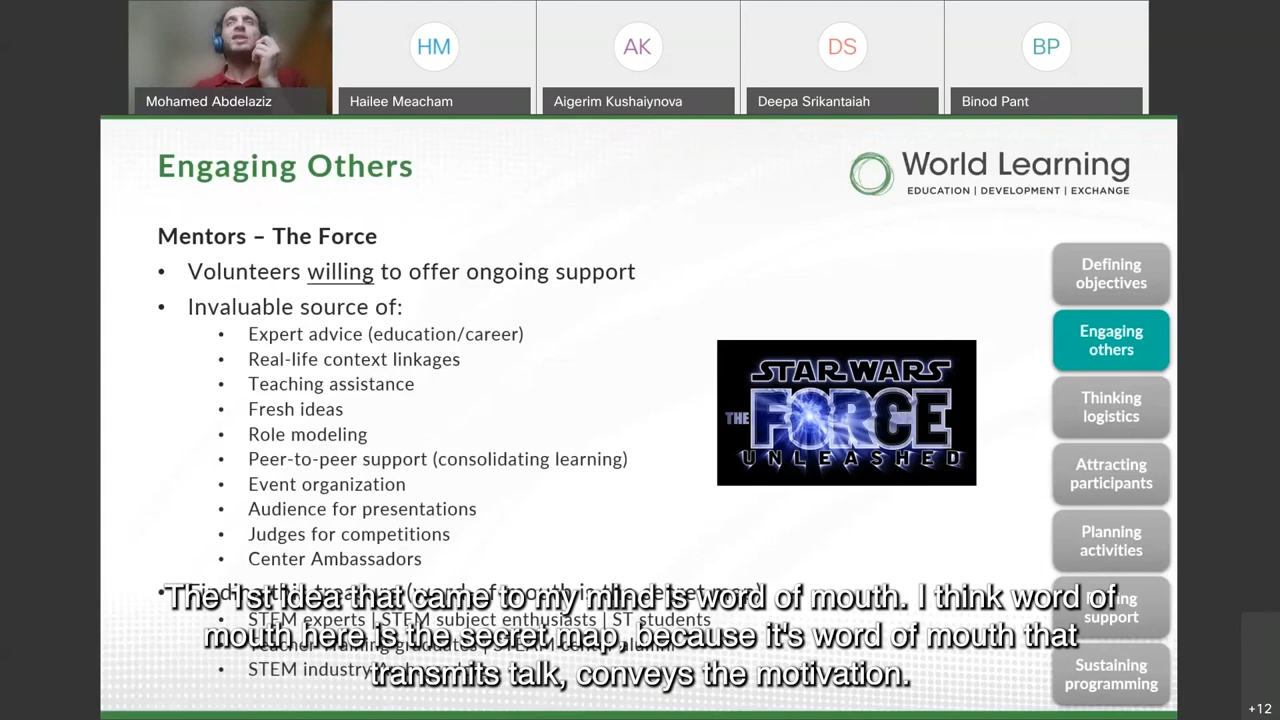 HM
AK
DS
BP
Mohamed Abdelaziz
Hailee Meacham
Aigerim Kushaiynova
Deepa Srikantaiah
Binod Pant
Engaging Others
World Learning
EDUCATION | DEVELOPMENT | EXCHANGE
Mentors – The Force
• Volunteers willing to offer ongoing support
• Invaluable source of:
• Expert advice (education/career)
• Real-life context linkages
• Teaching assistance
• Fresh ideas
• Role modeling
• Peer-to-peer support (consolidating learning)
• Event organization
• Audience for presentations
• Judges for competitions
• Center Ambassadors
• STEM experts | STEM subject enthusiasts | ST students
• STEM industry
STAR WARS
THE FORCE
UNLEASHED
Defining
objectives
Engaging
others
Thinking
logistics
Attracting
participants
Planning
activities
support
Sustaining
programming
The 1st idea that came to my mind is word of mouth. I think word of
mouth here is the secret map, because it's word of mouth that
transmits talk, conveys the motivation.
+12